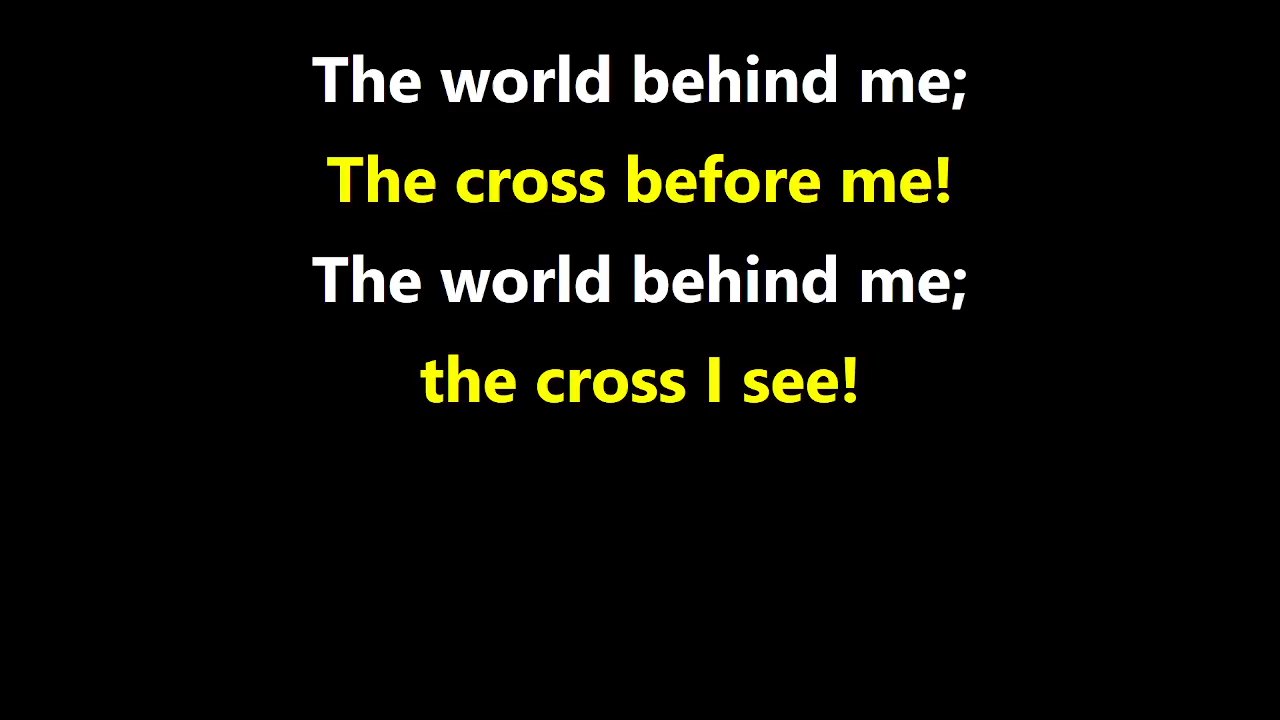 The world behind me;
The cross before me!
The world behind me;
the cross I see!